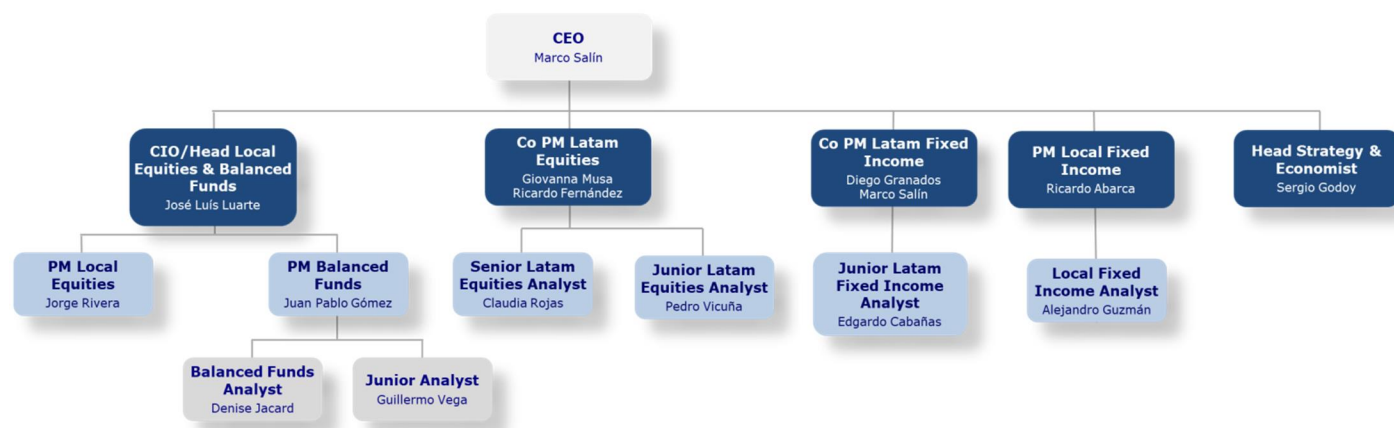 CEO
Marco Salín
CIO/Head Local
Equities & Balanced
Funds
José Luís Luarte
Co PM Latam
Equities
Giovanna Musa
Ricardo Fernández
Co PM Latam Fixed
Income
Diego Granados
Marco Salín
PM Local Fixed
Income
Ricardo Abarca
Head Strategy &
Economist
Sergio Godoy
PM Local
Equities
Jorge Rivera
PM Balanced
Funds
Juan Pablo Gómez
Senior Latam
Equities Analyst
Claudia Rojas
Junior Latam
Equities Analyst
Pedro Vicuña
Junior Latam
Fixed Income
Analyst
Edgardo Cabañas
Local Fixed
Income Analyst
Alejandro Guzmán
Balanced Funds
Analyst
Denise Jacard
Junior Analyst
Guillermo Vega